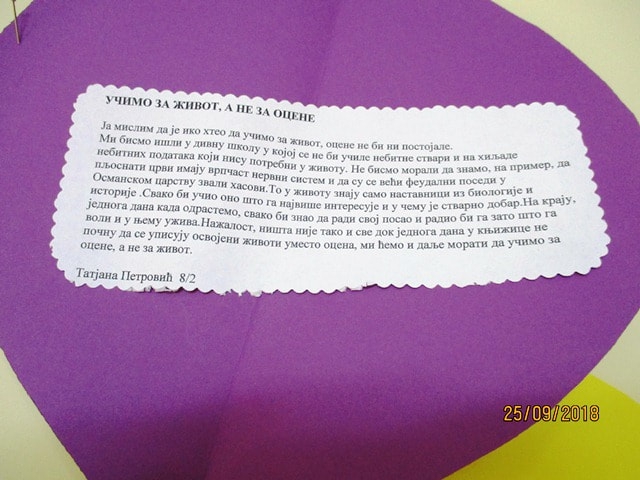 УЧИМО ЗА ЖИВОТ, А НЕ ЗА ОЦЕНЕ
Ја мислим да је ико хтео да учимо за живот, оцене не би ни постојале.
Ми бисмо ишли у дивну школу у којој се не би училе небитне ствари и на хиљаде
небитних података који нису потребни у животу. Не бисмо морали да знамо, на пример, да
пљоснати црви имају врпчаст нервни систем и да су се већи феудални поседи у
Османском царству звали хасови.То у животу знају само наставници из биологије и
историје .Свако би учио оно што га највише интересује и у чему је стварно добар.На крају,
једнога дана када одрастемо, свако би знао да ради свој посао и радио би га зато што га
воли и у њему ужива.Нажалост, ништа није тако и све док једнога дана у књижице не
почну да се уписују освојени животи уместо оцена, ми ћемо и даље морати да учимо за
оцене, а не за живот.
Татјана Петровић 8/2
25/09/2018